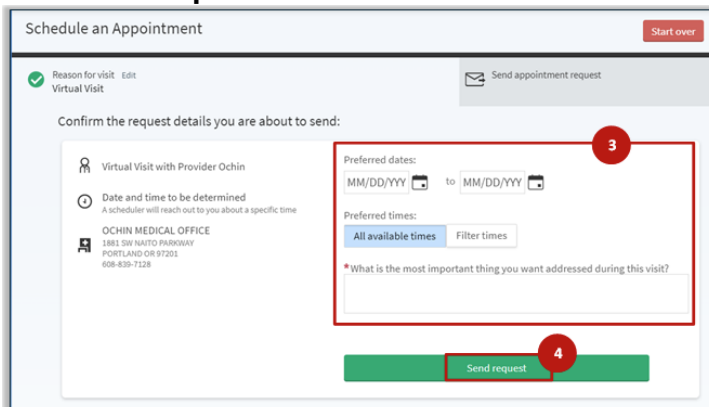 Schedule an Appointment
Start over
Reason for visit Edit
Virtual Visit
Send appointment request
Confirm the request details you are about to send:
3
Virtual Visit with Provider Ochin
Date and time to be determined
A scheduler will reach out to you about a specific time
OCHIN MEDICAL OFFICE
1881 SW NAITO PARKWAY
PORTLAND OR 97201
608-839-7128
Preferred dates:
MM/DD/YYY to MM/DD/YYY
Preferred times:
All available times Filter times
*What is the most important thing you want addressed during this visit?
4
Send request